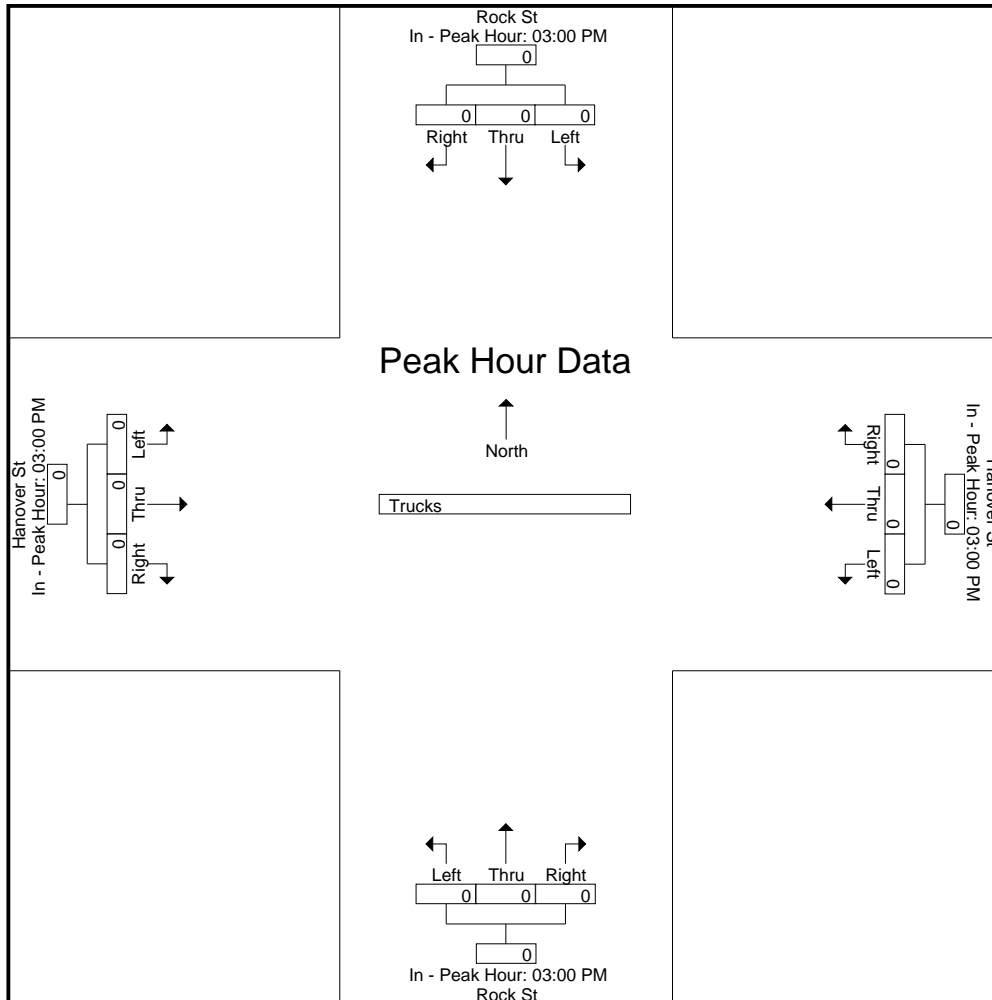 Rock St
In - Peak Hour: 03:00 PM
0
0 0 0
Right Thru Left
Peak Hour Data
North
Trucks
Hanover St
In - Peak Hour: 03:00 PM
0
0 0 0
Left Thru Right
Hanover St
In - Peak Hour: 03:00 PM
0
0 0 0
Right Thru Left
Left Thru Right
0 0 0
0
In - Peak Hour: 03:00 PM
Rock St